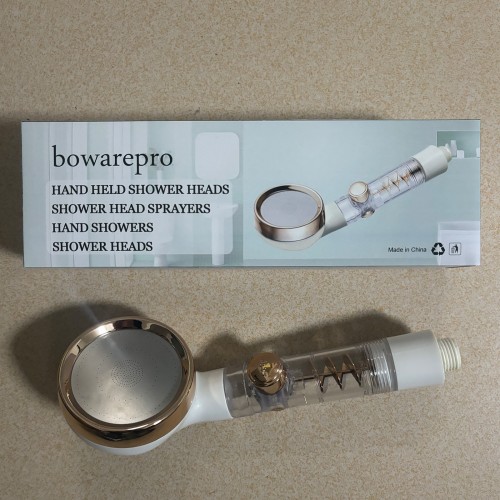 bowarepro
HAND HELD SHOWER HEADS
SHOWER HEAD SPRAYERS
HAND SHOWERS
SHOWER HEADS
Made in China